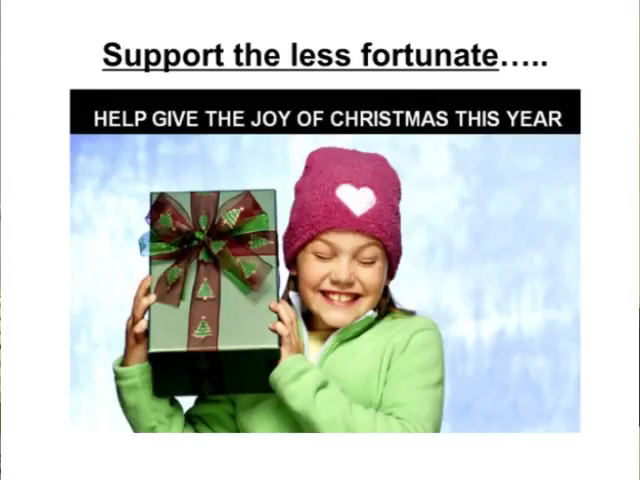 Support the less fortunate…..
HELP GIVE THE JOY OF CHRISTMAS THIS YEAR